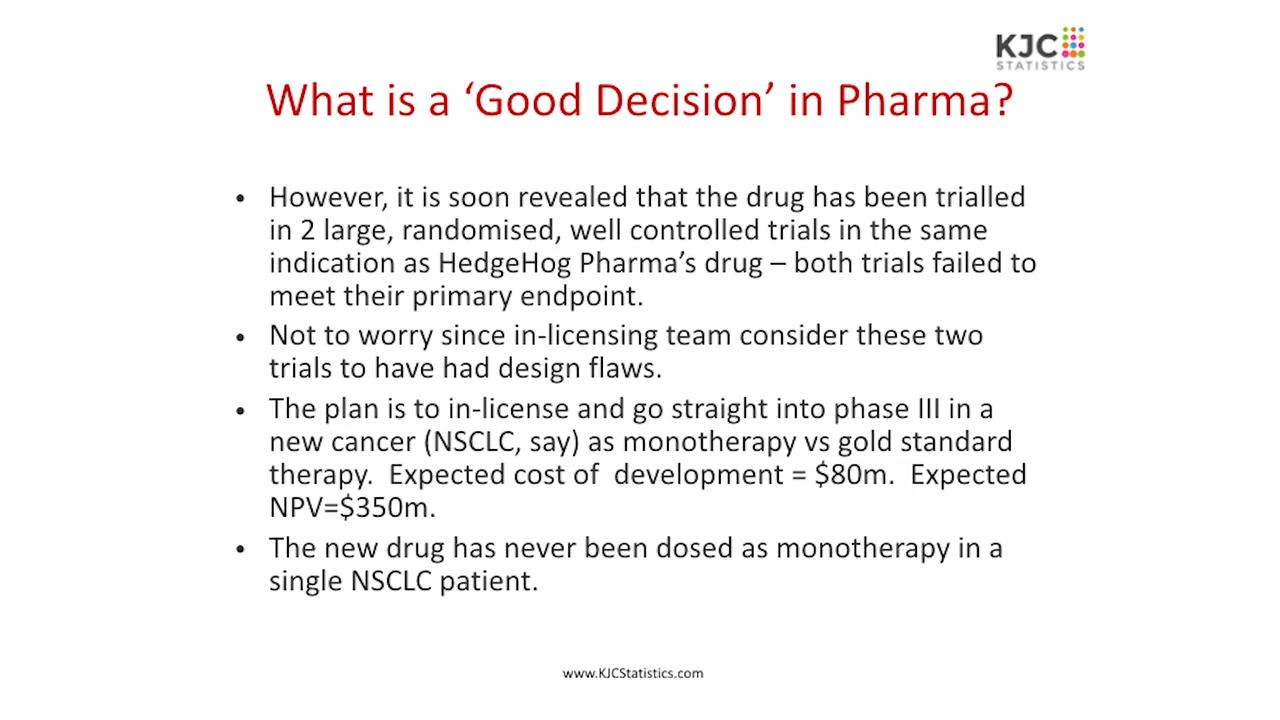 KJC
STATISTICS
What is a ‘Good Decision’ in Pharma?
• However, it is soon revealed that the drug has been trialled
in 2 large, randomised, well controlled trials in the same
indication as HedgeHog Pharma’s drug – both trials failed to
meet their primary endpoint.
• Not to worry since in-licensing team consider these two
trials to have had design flaws.
• The plan is to in-license and go straight into phase III in a
new cancer (NSCLC, say) as monotherapy vs gold standard
therapy.  Expected cost of  development = $80m.  Expected
NPV=$350m.
• The new drug has never been dosed as monotherapy in a
single NSCLC patient.
www.KJCStatistics.com